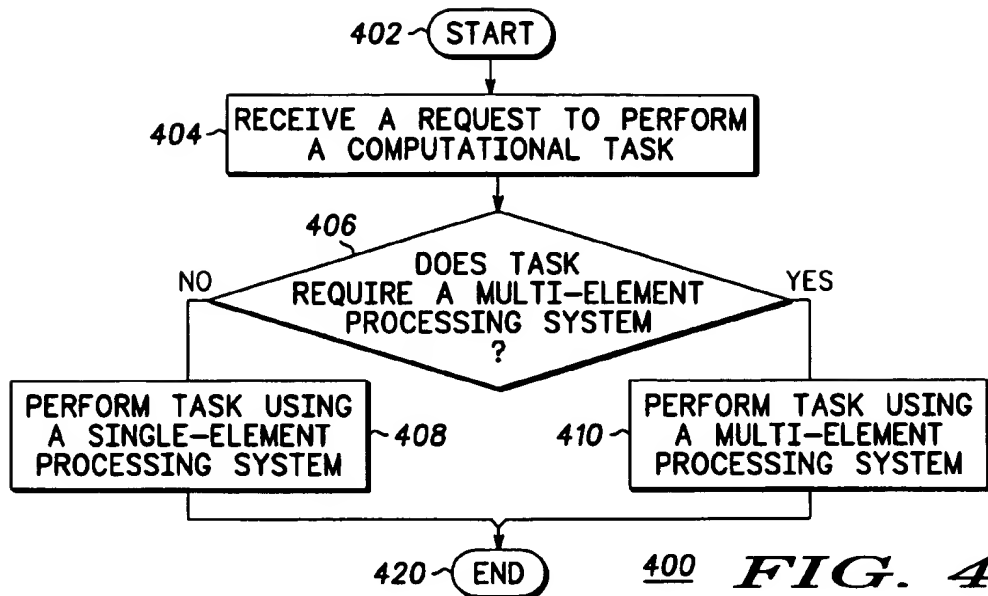 402 START
404 RECEIVE A REQUEST TO PERFORM
A COMPUTATIONAL TASK
406
DOES TASK
REQUIRE A MULTI-ELEMENT
PROCESSING SYSTEM
?
NO
YES
PERFORM TASK USING
A SINGLE-ELEMENT
PROCESSING SYSTEM
408
410
PERFORM TASK USING
A MULTI-ELEMENT
PROCESSING SYSTEM
420 END
400 FIG. 4